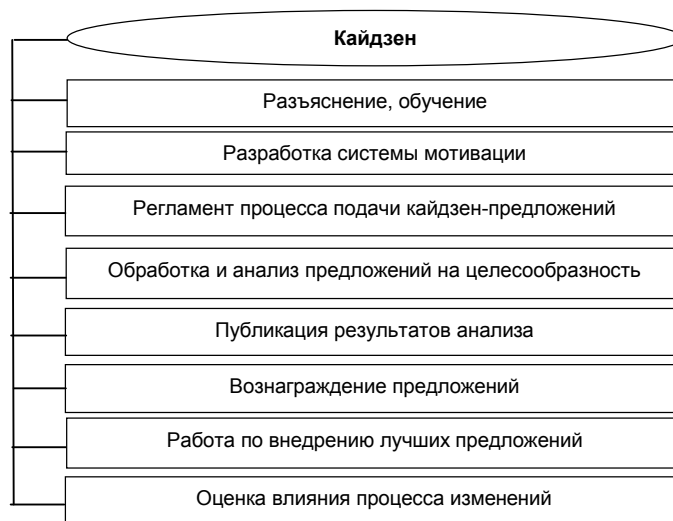 Кайдзен
Разъяснение, обучение
Разработка системы мотивации
Регламент процесса подачи кайдзен-предложений
Обработка и анализ предложений на целесообразность
Публикация результатов анализа
Вознаграждение предложений
Работа по внедрению лучших предложений
Оценка влияния процесса изменений